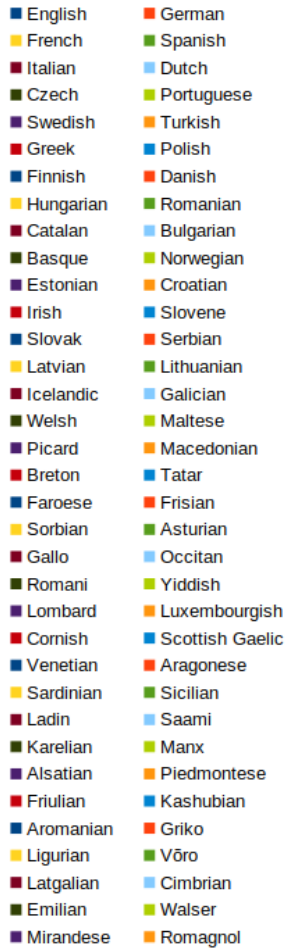 English German
French Spanish
Italian Dutch
Czech Portuguese
Swedish Turkish
Greek Polish
Finnish Danish
Hungarian Romanian
Catalan Bulgarian
Basque Norwegian
Estonian Croatian
Irish Slovene
Slovak Serbian
Latvian Lithuanian
Icelandic Galician
Welsh Maltese
Picard Macedonian
Breton Tatar
Faroese Frisian
Sorbian Asturian
Gallo Occitan
Romani Yiddish
Lombard Luxembourgish
Cornish Scottish Gaelic
Venetian Aragonese
Sardinian Sicilian
Ladin Saami
Karelian Manx
Alsatian Piedmontese
Friulian Kashubian
Aromanian Griko
Ligurian Võro
Latgalian Cimbrian
Emilian Walser
Mirandese Romagnol